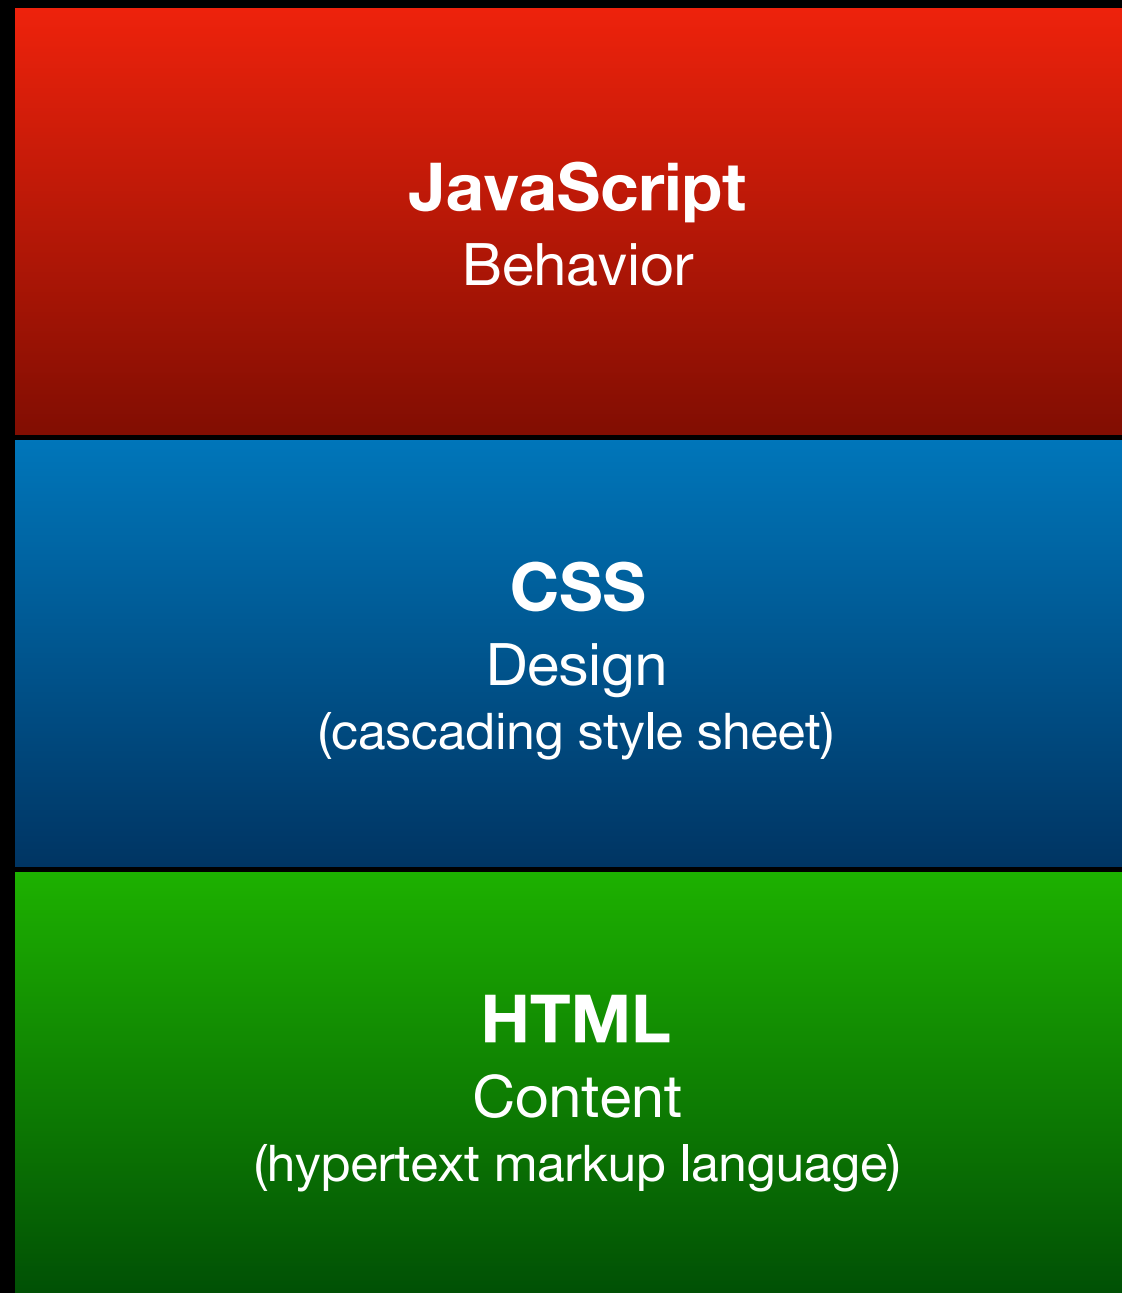 JavaScript
Behavior
CSS
Design
(cascading style sheet)
HTML
Content
(hypertext markup language)